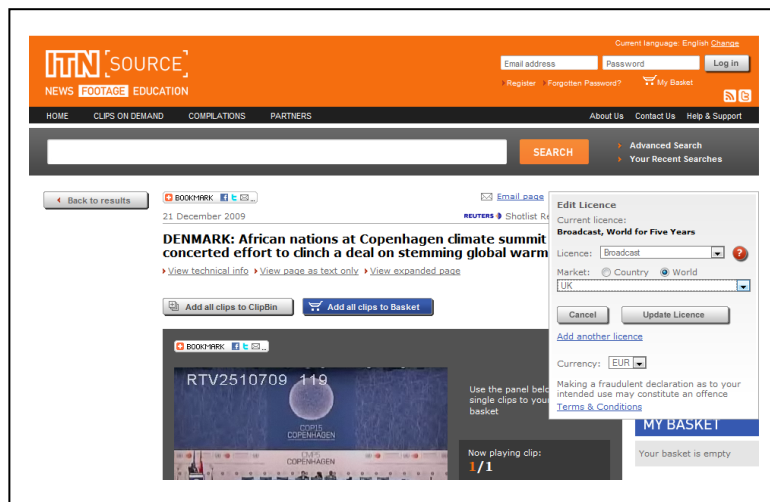 Current language: English Change
ITN [SOURCE]
Email address
Password
Log in
NEWS FOOTAGE EDUCATION
Register
Forgotten Password?
My Basket
HOME
CLIPS ON DEMAND
COMPILATIONS
PARTNERS
About Us
Contact Us
Help & Support
SEARCH
Advanced Search
Your Recent Searches
Back to results
BOOKMARK
Email page
21 December 2009
REUTERS Shotlist
DENMARK: African nations at Copenhagen climate summit
concerted effort to clinch a deal on stemming global warm
View technical info
View page as text only
View expanded page
Add all clips to ClipBin
Add all clips to Basket
Edit Licence
Current licence:
Broadcast, World for Five Years
Licence: Broadcast
Market: Country World
UK
Cancel
Update Licence
Add another licence
Currency: EUR
Making a fraudulent declaration as to your
intended use may constitute an offence
Terms & Conditions
BOOKMARK
RTV2510709 119
COP15
COPENHAGEN
COPENHAGEN
Use the panel belo
single clips to your
basket
Now playing clip:
1/1
MY BASKET
Your basket is empty